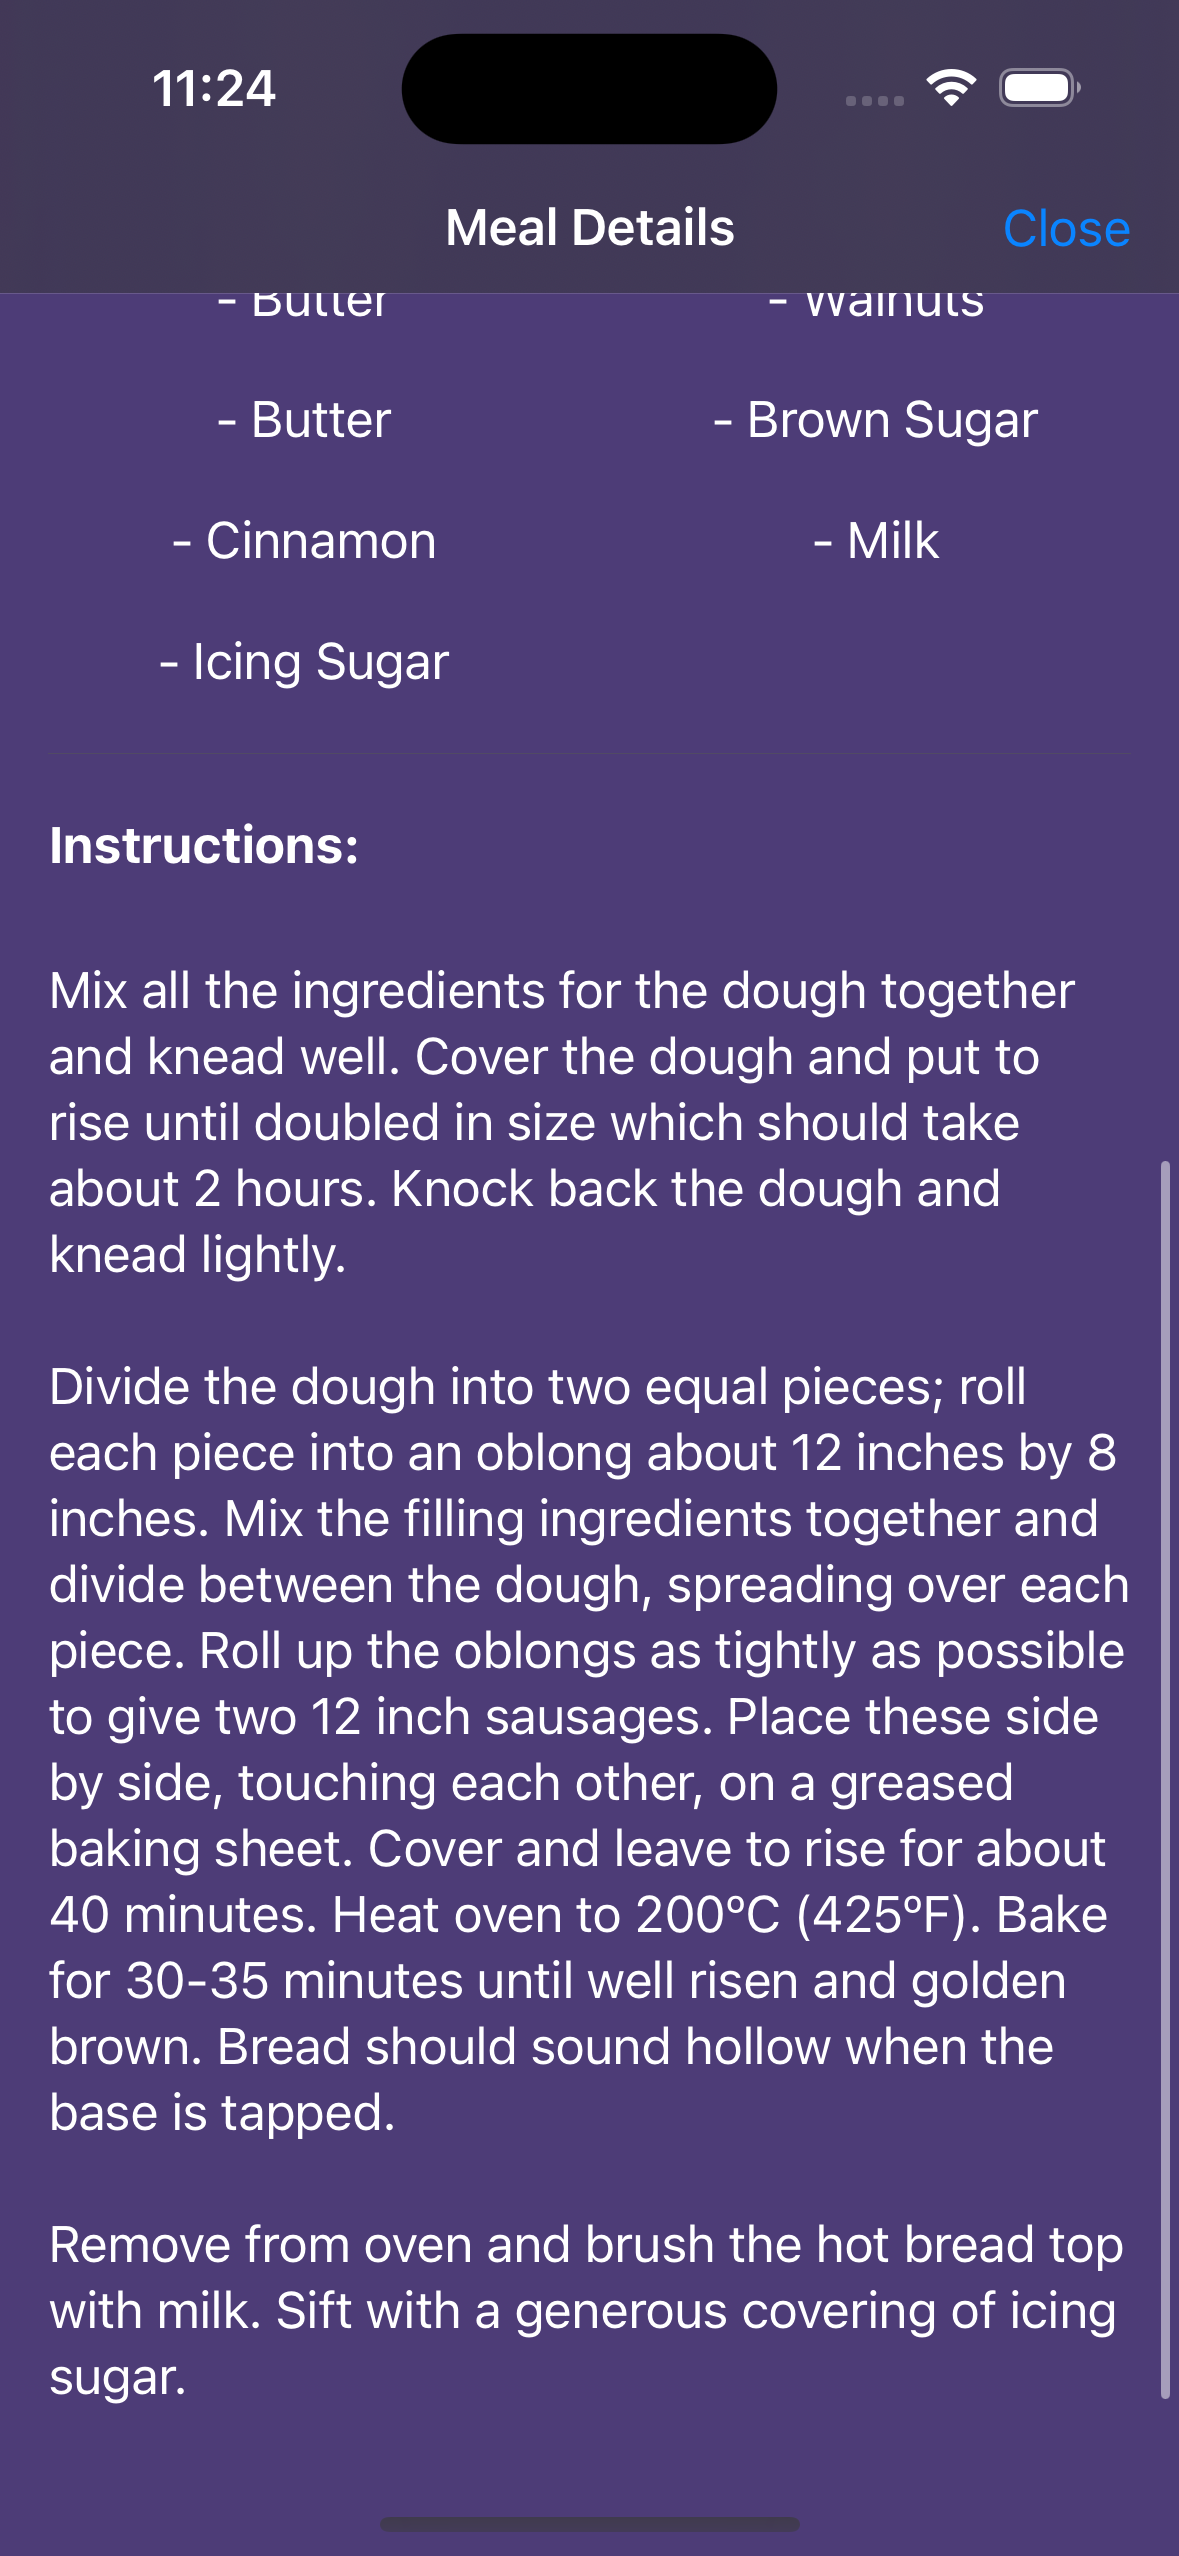 11:24
Meal Details
Close
- Butter
- Walnuts
- Butter
- Brown Sugar
- Cinnamon
- Milk
- Icing Sugar
Instructions:
Mix all the ingredients for the dough together
and knead well. Cover the dough and put to
rise until doubled in size which should take
about 2 hours. Knock back the dough and
knead lightly.
Divide the dough into two equal pieces; roll
each piece into an oblong about 12 inches by 8
inches. Mix the filling ingredients together and
divide between the dough, spreading over each
piece. Roll up the oblongs as tightly as possible
to give two 12 inch sausages. Place these side
by side, touching each other, on a greased
baking sheet. Cover and leave to rise for about
40 minutes. Heat oven to 200ºC (425ºF). Bake
for 30-35 minutes until well risen and golden
brown. Bread should sound hollow when the
base is tapped.
Remove from oven and brush the hot bread top
with milk. Sift with a generous covering of icing
sugar.